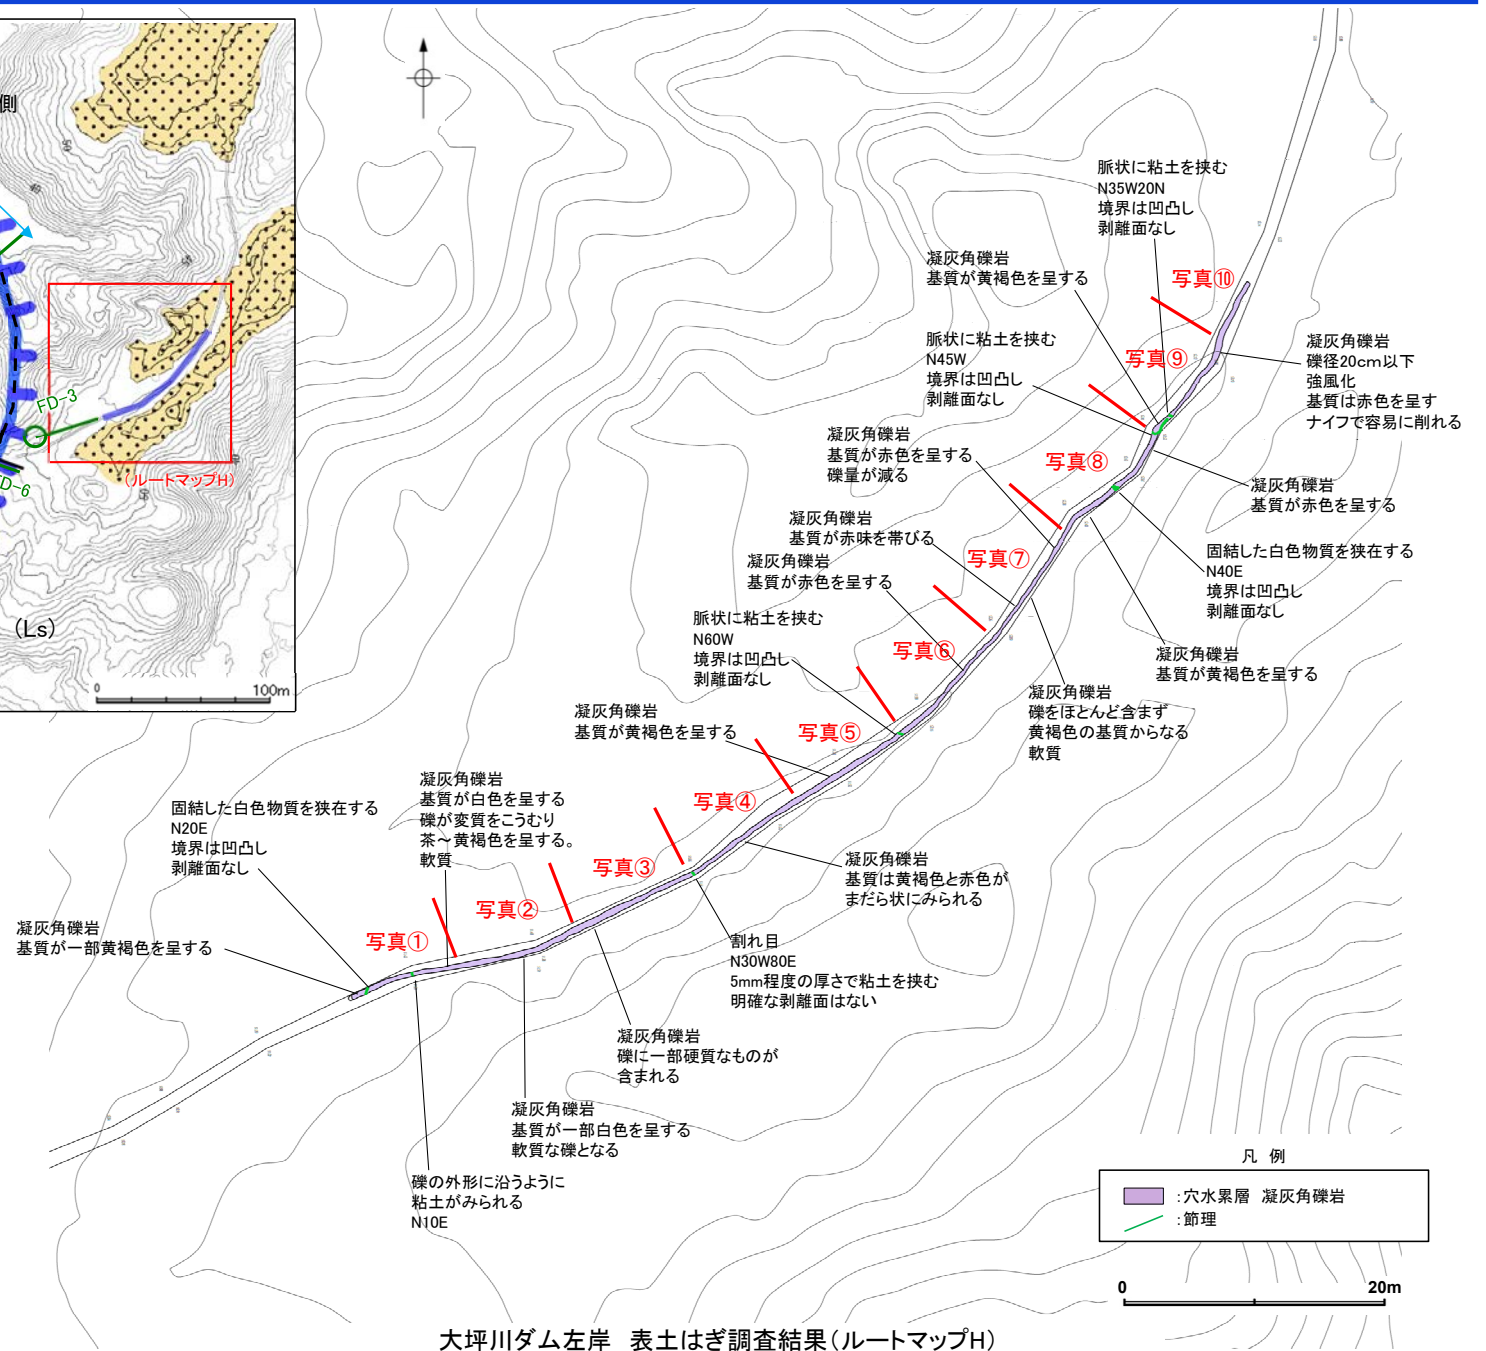 側
FD-3
D-6
(ルートマップH)
(Ls)
0 100m
脈状に粘土を挟む
N35W20N
境界は凹凸し
剥離面なし
凝灰角礫岩
基質が黄褐色を呈する
写真⑩
脈状に粘土を挟む
N45W
境界は凹凸し
剥離面なし
写真⑨
凝灰角礫岩
礫径20cm以下
強風化
基質は赤色を呈す
ナイフで容易に削れる
凝灰角礫岩
基質が赤色を呈する
礫量が減る
写真⑧
凝灰角礫岩
基質が赤色を呈する
凝灰角礫岩
基質が赤味を帯びる
写真⑦
固結した白色物質を狭在する
N40E
境界は凹凸し
剥離面なし
凝灰角礫岩
基質が赤色を呈する
脈状に粘土を挟む
N60W
境界は凹凸し
剥離面なし
写真⑥
凝灰角礫岩
基質が黄褐色を呈する
凝灰角礫岩
礫をほとんど含まず
黄褐色の基質からなる
軟質
凝灰角礫岩
基質が黄褐色を呈する
写真⑤
凝灰角礫岩
基質が白色を呈する
礫が変質をこうむり
茶～黄褐色を呈する。
軟質
写真④
固結した白色物質を狭在する
N20E
境界は凹凸し
剥離面なし
写真③
凝灰角礫岩
基質は黄褐色と赤色が
まだら状にみられる
写真②
凝灰角礫岩
基質が一部黄褐色を呈する
写真①
割れ目
N30W80E
5mm程度の厚さで粘土を挟む
明確な剥離面はない
凝灰角礫岩
礫に一部硬質なものが
含まれる
凝灰角礫岩
基質が一部白色を呈する
軟質な礫となる
礫の外形に沿うように
粘土がみられる
N10E
凡 例
:穴水累層 凝灰角礫岩
:節理
0 20m
大坪川ダム左岸 表土はぎ調査結果(ルートマップH)